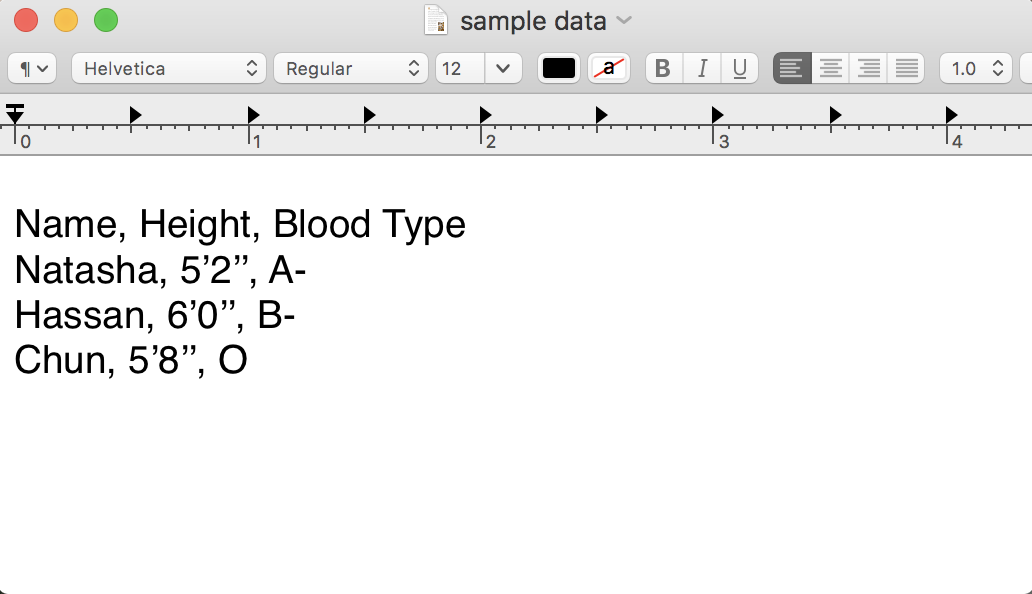 sample data
¶ Helvetica Regular 12 a B I U 1.0
0 1 2 3 4
Name, Height, Blood Type
Natasha, 5’2’’, A-
Hassan, 6’0’’, B-
Chun, 5’8’’, O